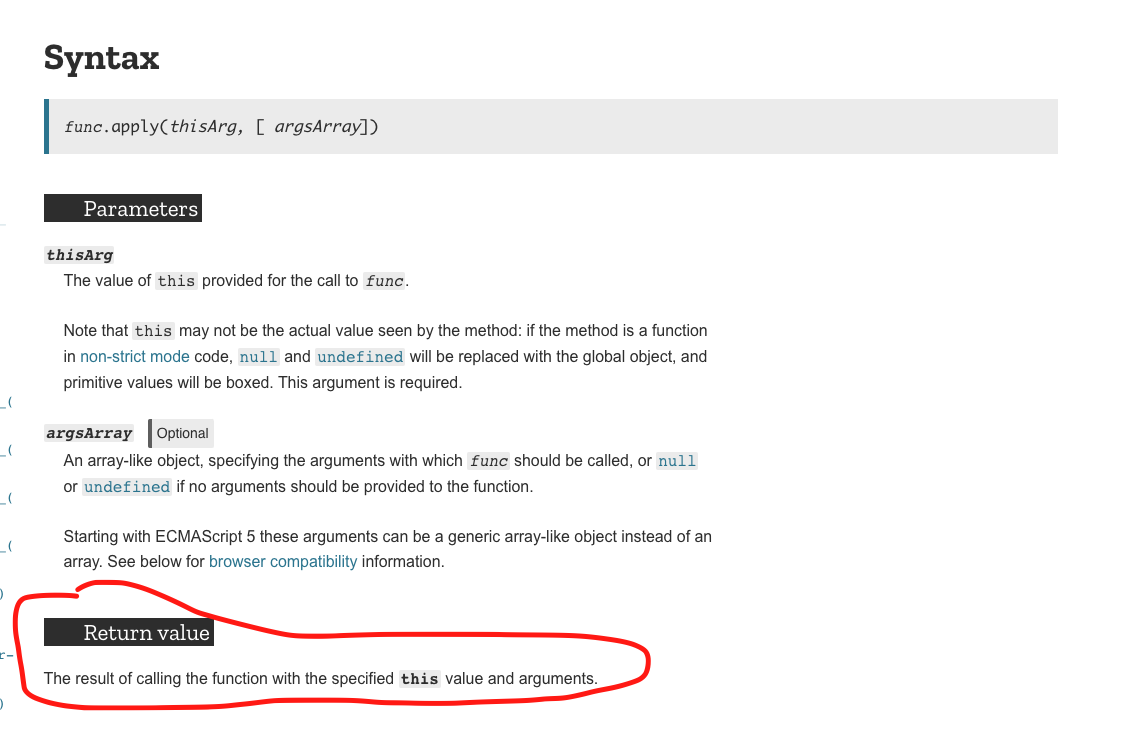 Syntax
func.apply(thisArg, [ argsArray])
Parameters
thisArg
The value of this provided for the call to func.
Note that this may not be the actual value seen by the method: if the method is a function
in non-strict mode code, null and undefined will be replaced with the global object, and
primitive values will be boxed. This argument is required.
_(
argsArray Optional
_(
An array-like object, specifying the arguments with which func should be called, or null
or undefined if no arguments should be provided to the function.
_(
Starting with ECMAScript 5 these arguments can be a generic array-like object instead of an
_(
array. See below for browser compatibility information.
)
Return value
r-
The result of calling the function with the specified this value and arguments.
)